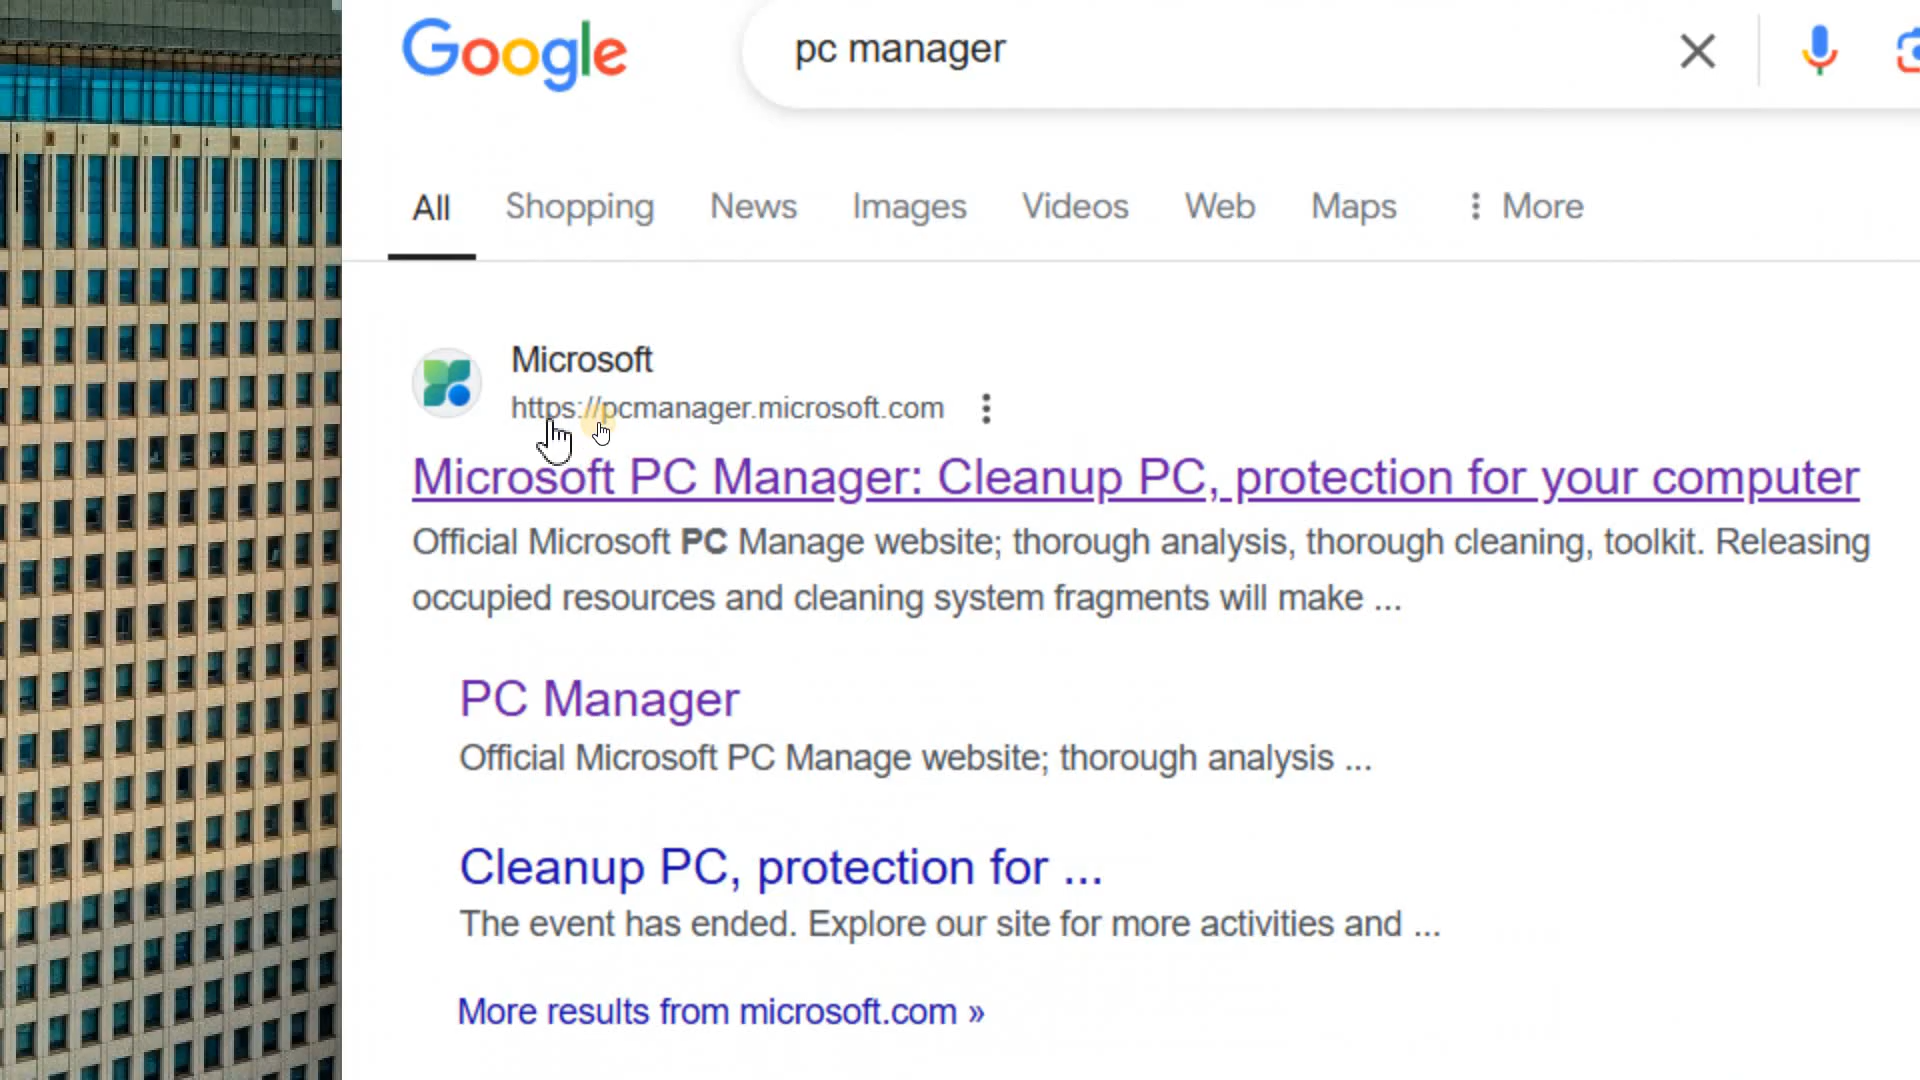 Google
pc manager
All Shopping News Images Videos Web Maps More
Microsoft
https://pcmanager.microsoft.com
Microsoft PC Manager: Cleanup PC, protection for your computer
Official Microsoft PC Manage website; thorough analysis, thorough cleaning, toolkit. Releasing
occupied resources and cleaning system fragments will make ...
PC Manager
Official Microsoft PC Manage website; thorough analysis ...
Cleanup PC, protection for ...
The event has ended. Explore our site for more activities and ...
More results from microsoft.com »